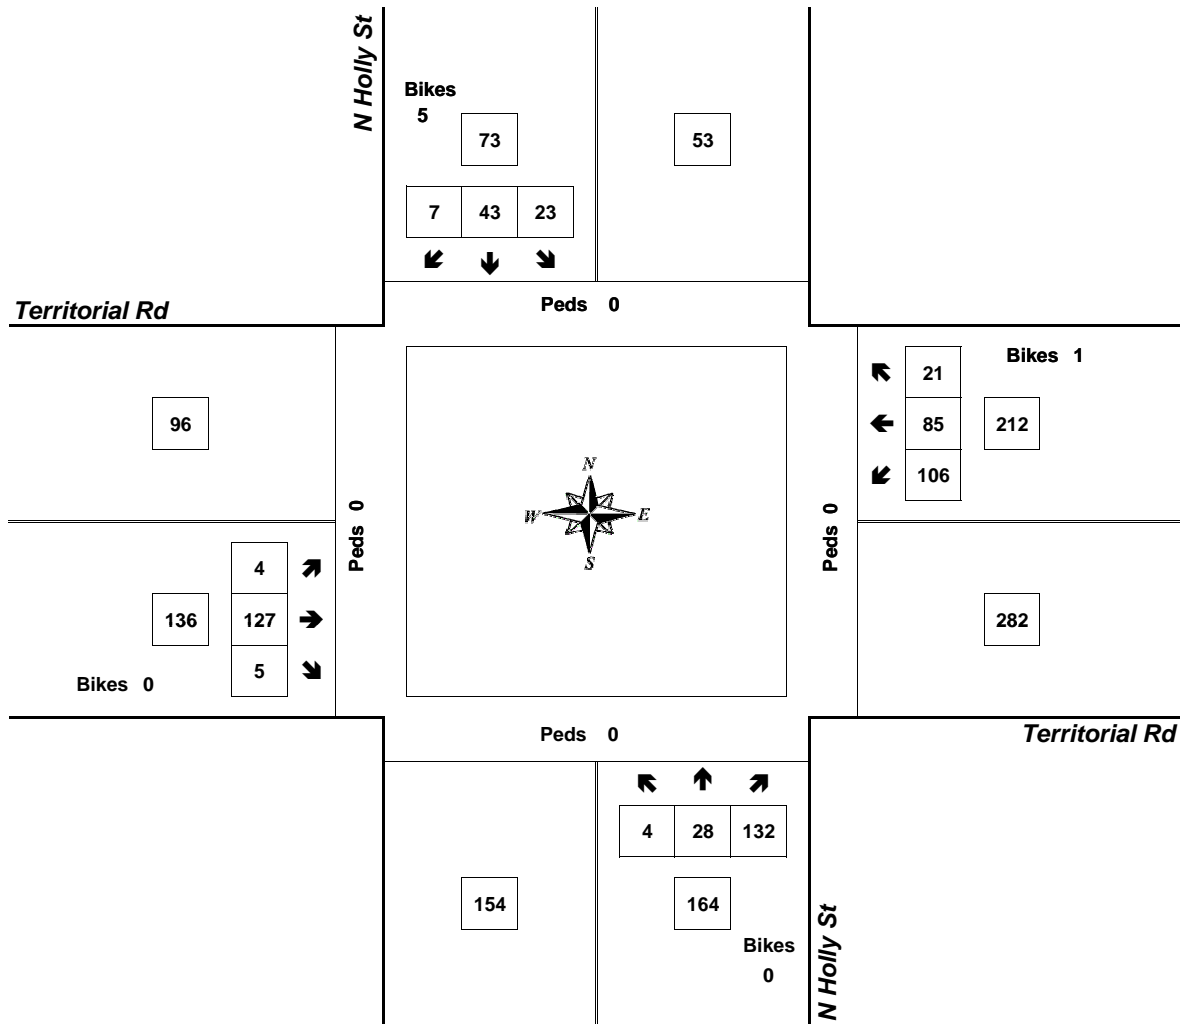 N Holly St
Bikes
5
73
53
7 43 23
Peds 0
Territorial Rd
Bikes 1
21
96
85 212
106
N
W E
S
Peds 0
Peds 0
4
136 127
282
5
Bikes 0
Peds 0
Territorial Rd
4 28 132
154
164
Bikes
0
N Holly St